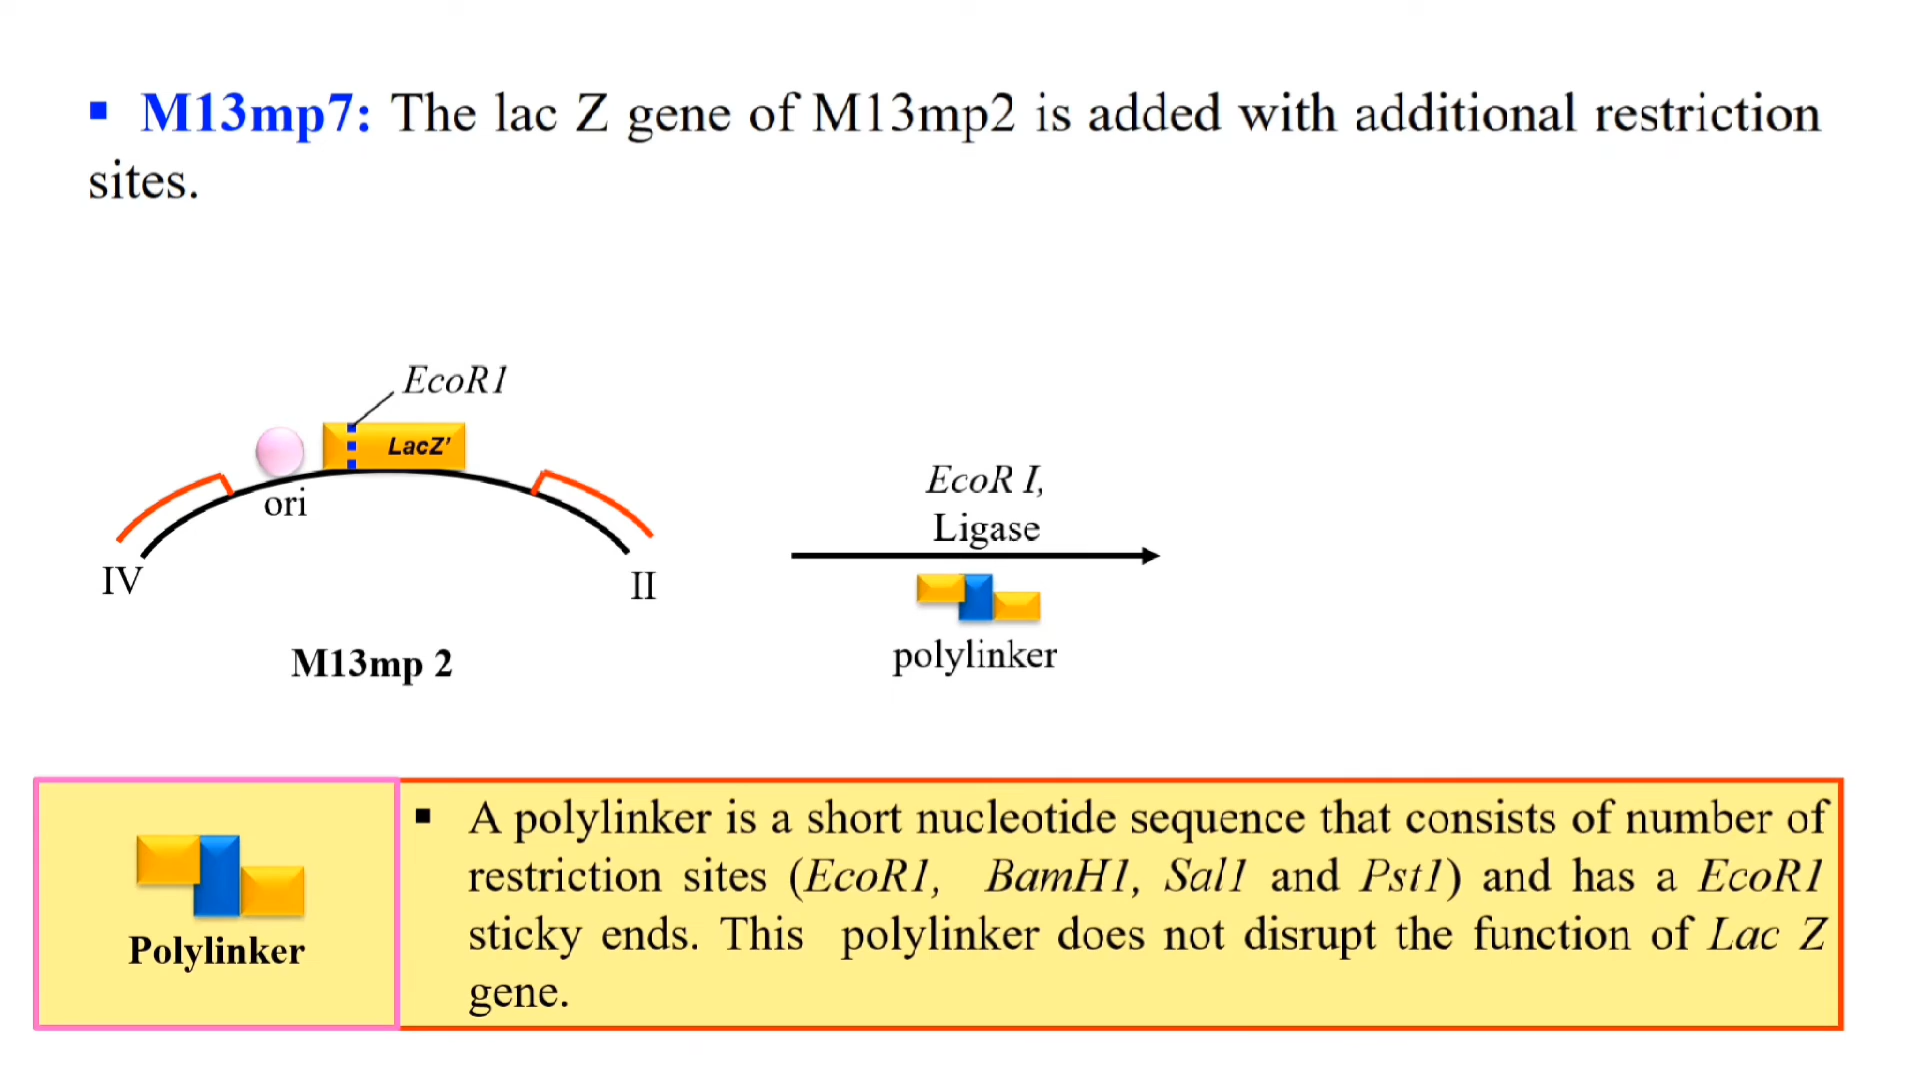 ▪ M13mp7: The lac Z gene of M13mp2 is added with additional restriction
sites.
EcoR1
LacZ'
ori
IV
II
M13mp 2
EcoR I,
Ligase
polylinker
Polylinker
▪ A polylinker is a short nucleotide sequence that consists of number of
restriction sites (EcoR1, BamH1, Sal1 and Pst1) and has a EcoR1
sticky ends. This polylinker does not disrupt the function of Lac Z
gene.